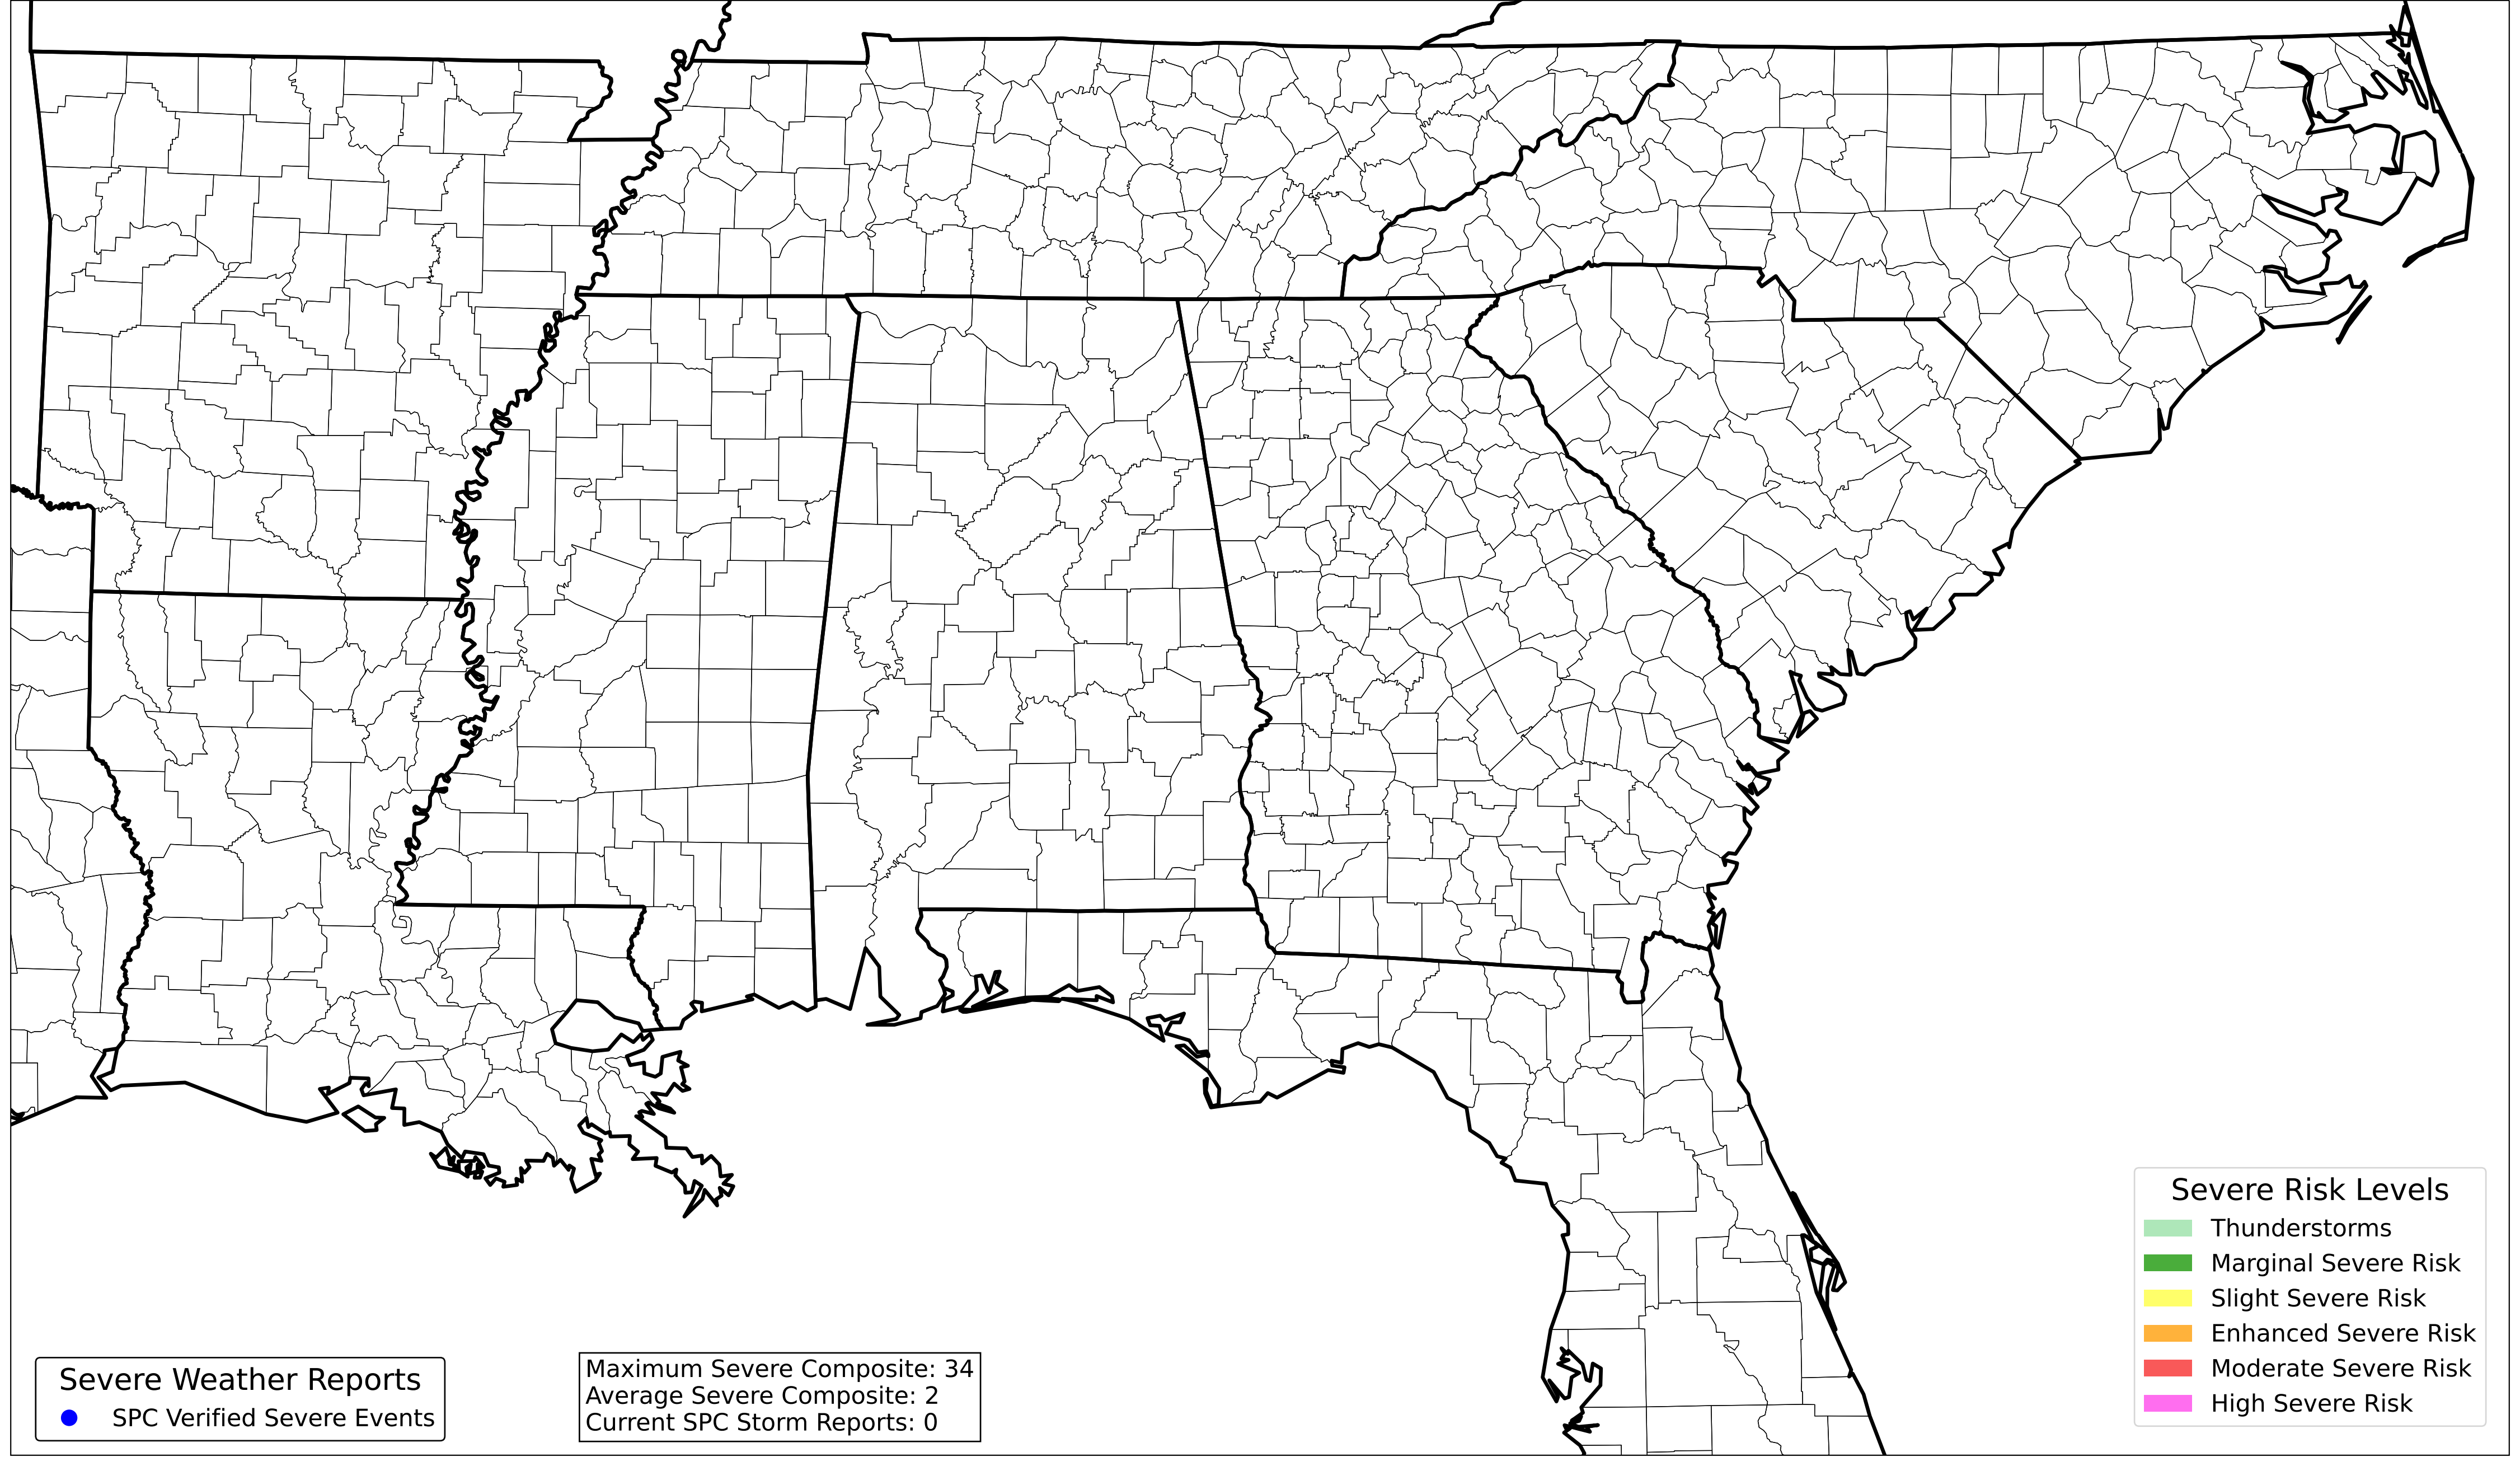 Severe Risk Levels
Thunderstorms
Marginal Severe Risk
Slight Severe Risk
Enhanced Severe Risk
Moderate Severe Risk
High Severe Risk
Severe Weather Reports
SPC Verified Severe Events
Maximum Severe Composite: 34
Average Severe Composite: 2
Current SPC Storm Reports: 0